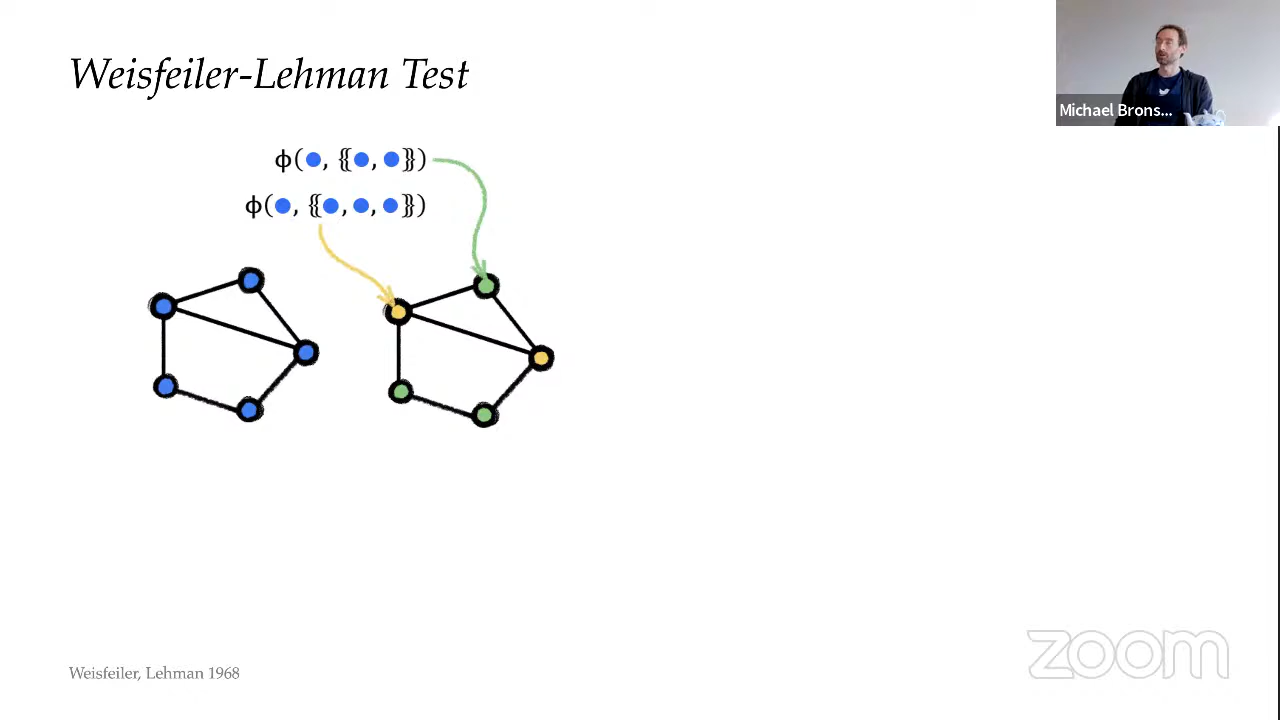 Weisfeiler-Lehman Test
Michael Brons...
ϕ(●, {{●, ●}})
ϕ(●, {{●, ●, ●}})
Weisfeiler, Lehman 1968
zoom